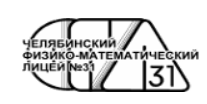 ЧЕЛЯБИНСКИЙ
ФИЗИКО-МАТЕМАТИЧЕСКИЙ
ЛИЦЕЙ №31
31